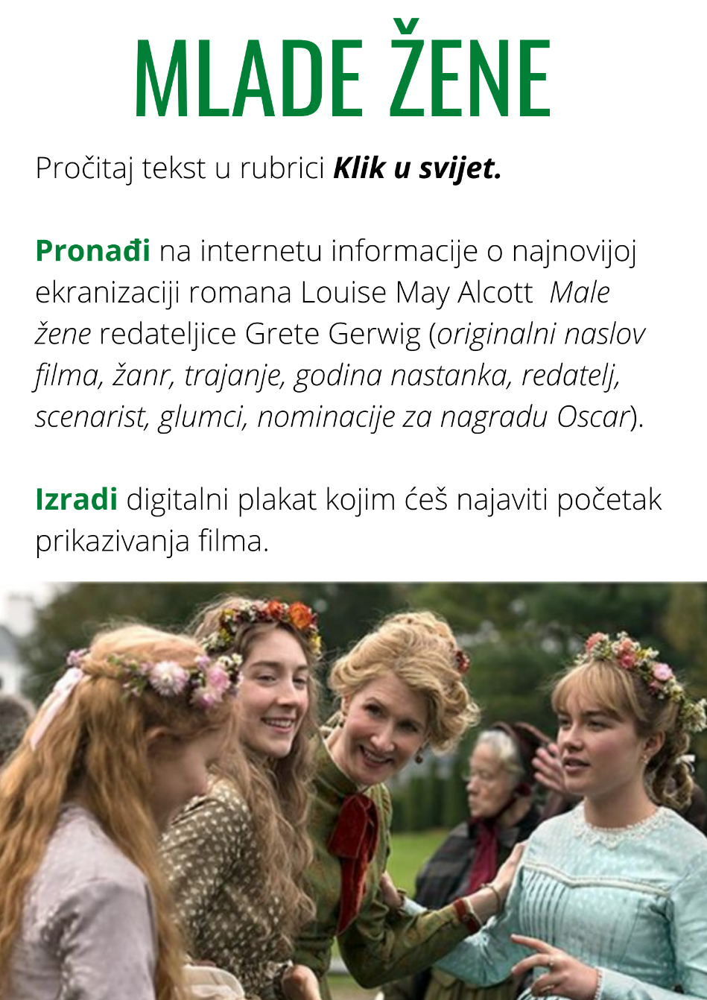 MLADE ŽENE
Pročitaj tekst u rubrici Klik u svijet.
Pronađi na internetu informacije o najnovijoj
ekranizaciji romana Louise May Alcott Male
žene redateljice Grete Gerwig (originalni naslov
filma, žanr, trajanje, godina nastanka, redatelj,
scenarist, glumci, nominacije za nagradu Oscar).
Izradi digitalni plakat kojim ćeš najaviti početak
prikazivanja filma.